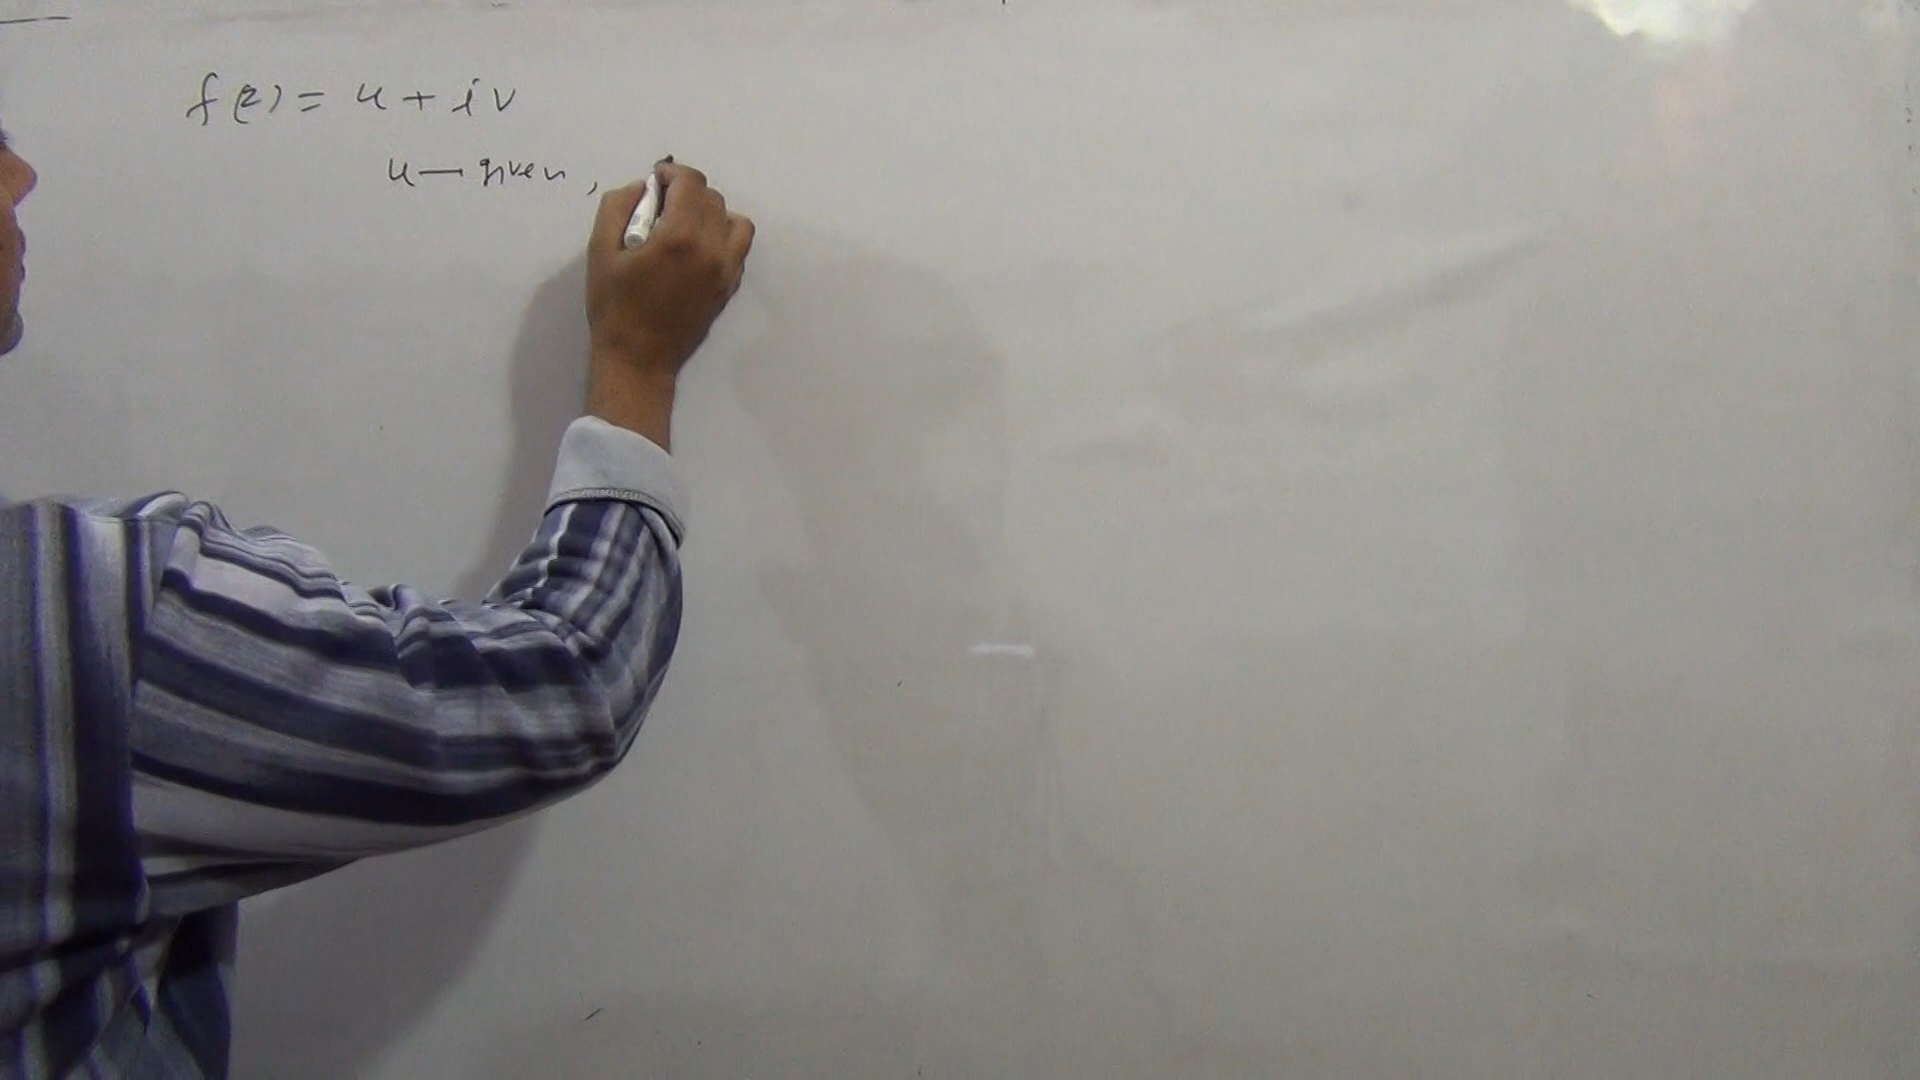 f(z) = u + iv
u — given,